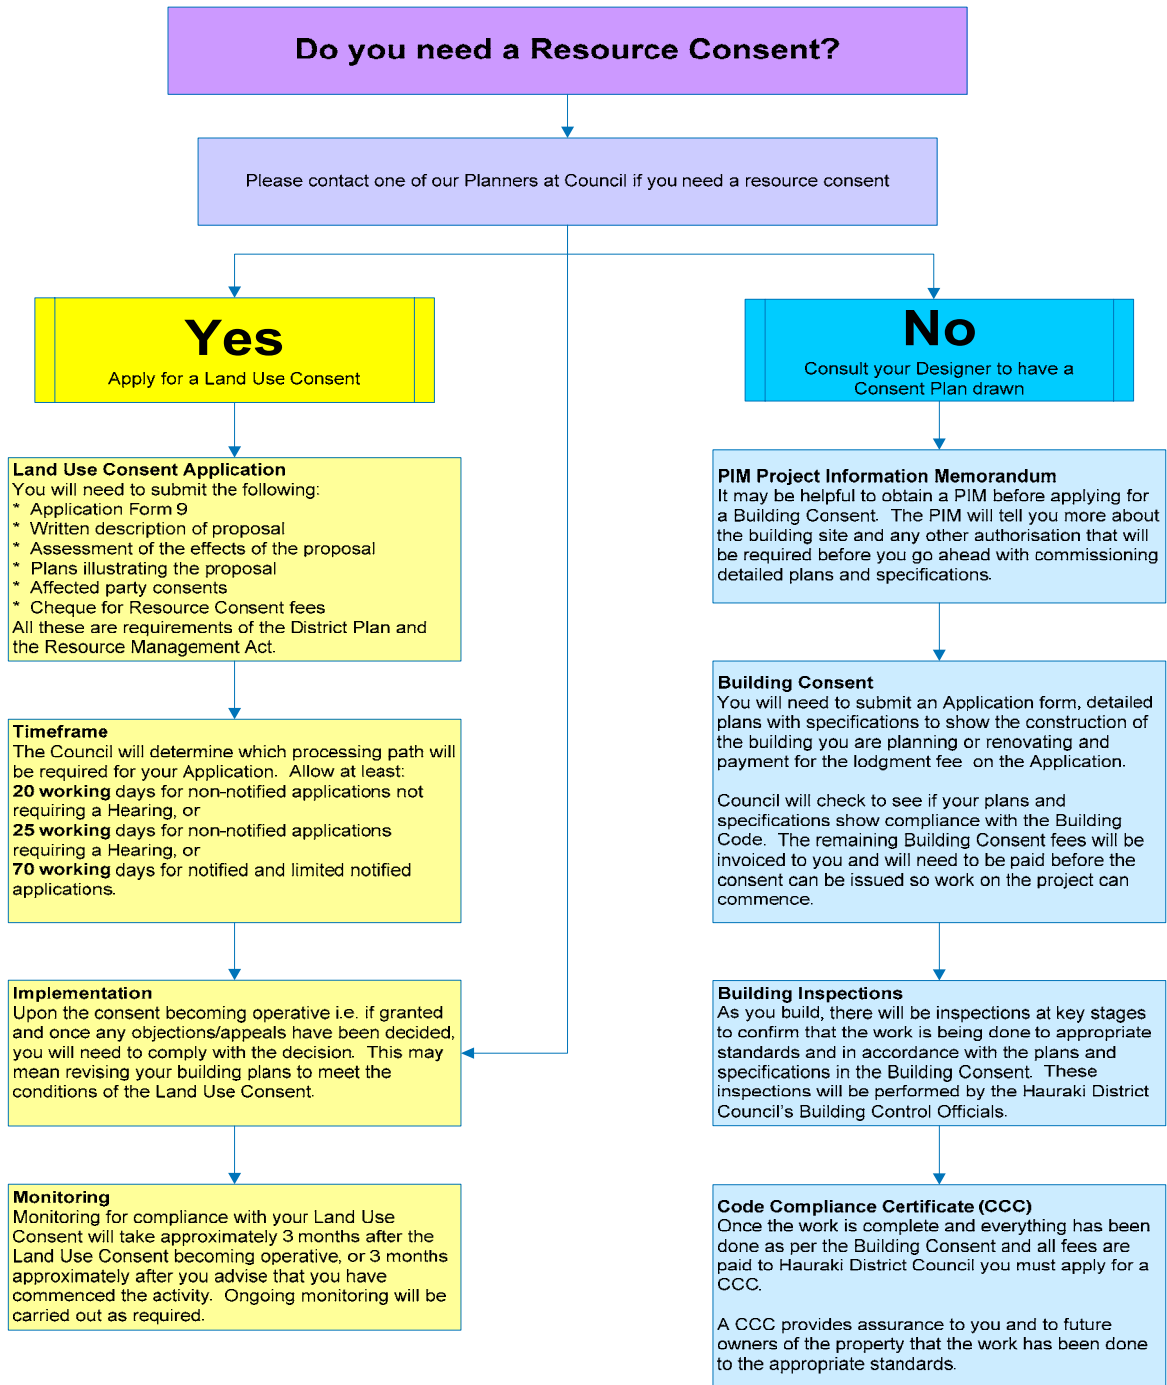 Do you need a Resource Consent?
Please contact one of our Planners at Council if you need a resource consent
Yes
Apply for a Land Use Consent
Land Use Consent Application
You will need to submit the following:
* Application Form 9
* Written description of proposal
* Assessment of the effects of the proposal
* Plans illustrating the proposal
* Affected party consents
* Cheque for Resource Consent fees
All these are requirements of the District Plan and
the Resource Management Act.
Timeframe
The Council will determine which processing path will
be required for your Application. Allow at least:
20 working days for non-notified applications not
requiring a Hearing, or
25 working days for non-notified applications
requiring a Hearing, or
70 working days for notified and limited notified
applications.
Implementation
Upon the consent becoming operative i.e. if granted
and once any objections/appeals have been decided,
you will need to comply with the decision. This may
mean revising your building plans to meet the
conditions of the Land Use Consent.
Monitoring
Monitoring for compliance with your Land Use
Consent will take approximately 3 months after the
Land Use Consent becoming operative, or 3 months
approximately after you advise that you have
commenced the activity. Ongoing monitoring will be
carried out as required.
No
Consult your Designer to have a
Consent Plan drawn
PIM Project Information Memorandum
It may be helpful to obtain a PIM before applying for
a Building Consent. The PIM will tell you more about
the building site and any other authorisation that will
be required before you go ahead with commissioning
detailed plans and specifications.
Building Consent
You will need to submit an Application form, detailed
plans with specifications to show the construction of
the building you are planning or renovating and
payment for the lodgment fee on the Application.
Council will check to see if your plans and
specifications show compliance with the Building
Code. The remaining Building Consent fees will be
invoiced to you and will need to be paid before the
consent can be issued so work on the project can
commence.
Building Inspections
As you build, there will be inspections at key stages
to confirm that the work is being done to appropriate
standards and in accordance with the plans and
specifications in the Building Consent. These
inspections will be performed by the Hauraki District
Council's Building Control Officials.
Code Compliance Certificate (CCC)
Once the work is complete and everything has been
done as per the Building Consent and all fees are
paid to Hauraki District Council you must apply for a
CCC.
A CCC provides assurance to you and to future
owners of the property that the work has been done
to the appropriate standards.